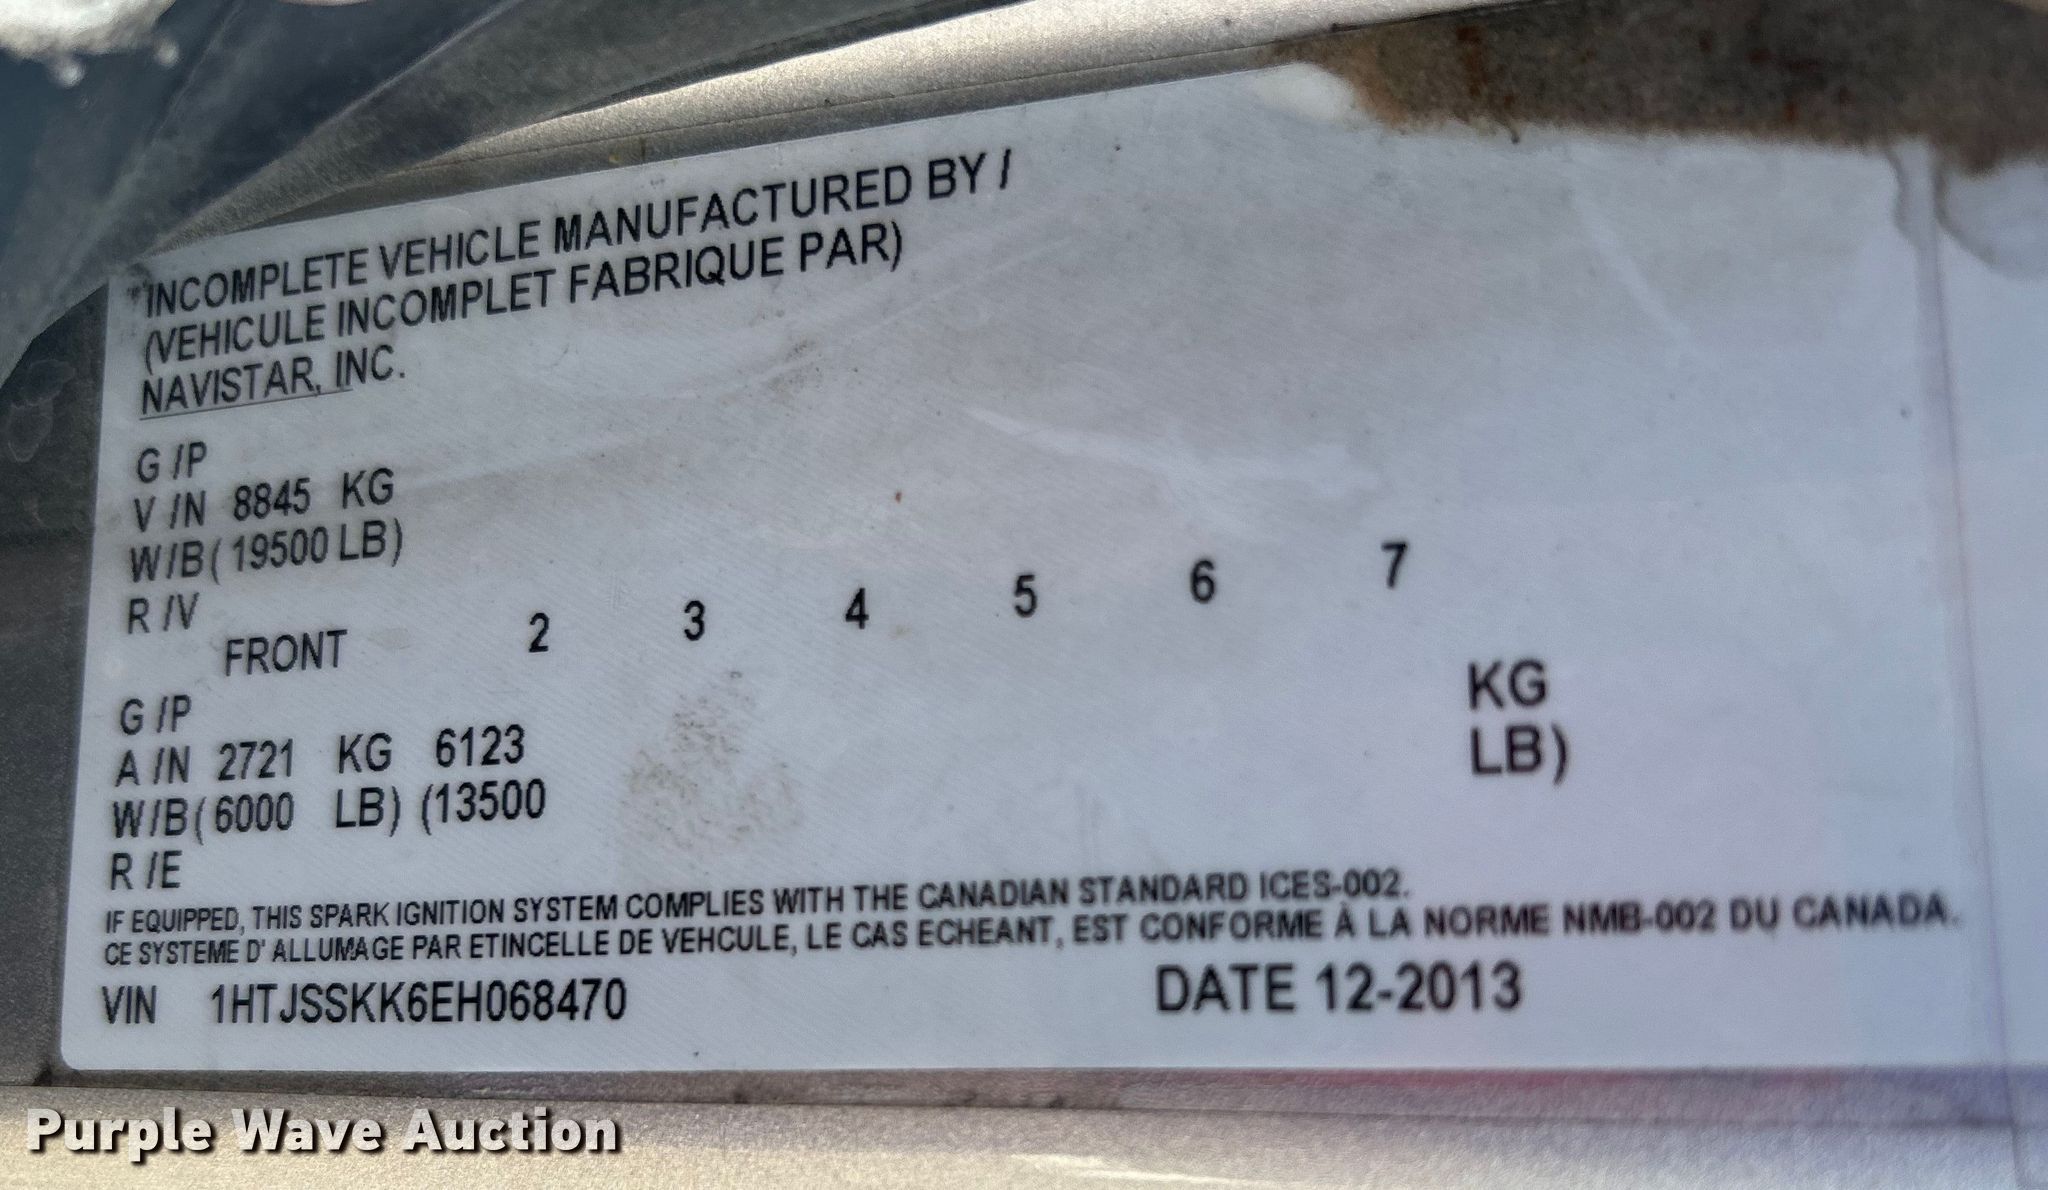 INCOMPLETE VEHICLE MANUFACTURED BY /
(VEHICULE INCOMPLET FABRIQUE PAR)
NAVISTAR, INC.
G /P
V /N 8845 KG
W/B( 19500 LB)
R /V
FRONT 2 3 4 5 6 7
G /P KG
A /N 2721 KG 6123 LB)
W/B( 6000 LB) (13500
R /E
IF EQUIPPED, THIS SPARK IGNITION SYSTEM COMPLIES WITH THE CANADIAN STANDARD ICES-002.
CE SYSTEME D' ALLUMAGE PAR ETINCELLE DE VEHCULE, LE CAS ECHEANT, EST CONFORME À LA NORME NMB-002 DU CANADA.
VIN 1HTJSSKK6EH068470 DATE 12-2013
Purple Wave Auction